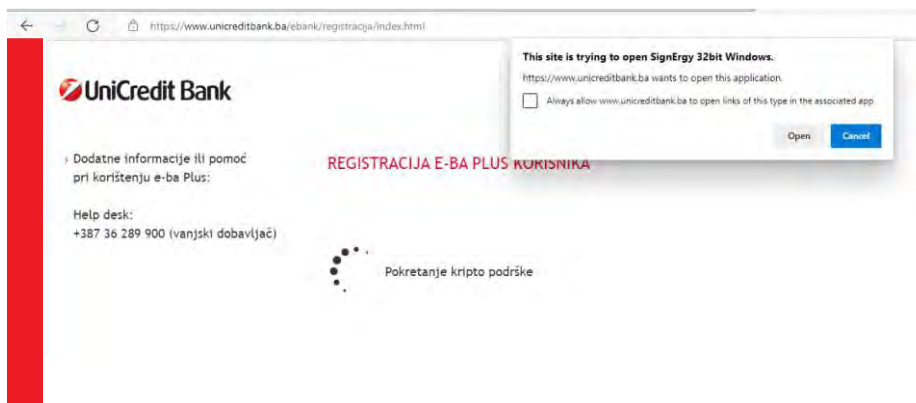 https://www.unicreditbank.ba/ebank/registracija/index.html
This site is trying to open SignErgy 32bit Windows.
https://www.unicreditbank.ba wants to open this application.
Always allow www.unicreditbank.ba to open links of this type in the associated app
Open Cancel
UniCredit Bank
Dodatne informacije ili pomoć
pri korištenju e-ba Plus:
REGISTRACIJA E-BA PLUS KORISNIKA
Help desk:
+387 36 289 900 (vanjski dobavljač)
Pokretanje kripto podrške